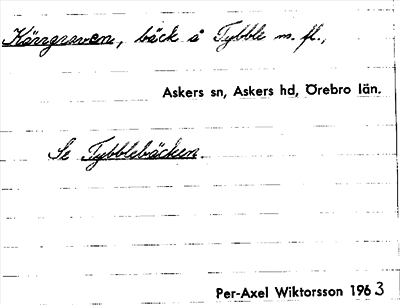 Kärrgraven, bäck å Tybble m. fl.,
Askers sn, Askers hd, Örebro län.
Se Tybblebäcken.
Per-Axel Wiktorsson 1963